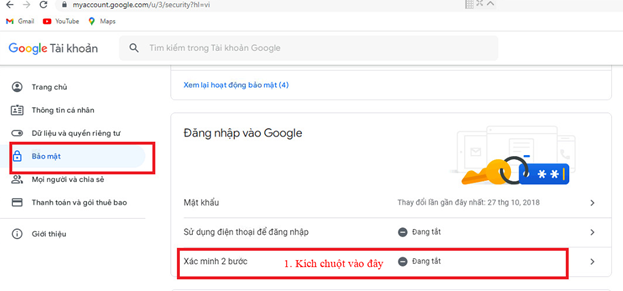 myaccount.google.com/u/3/security?hl=vi
Gmail YouTube Maps
Google Tài khoản
Tìm kiếm trong Tài khoản Google
Trang chủ
Thông tin cá nhân
Dữ liệu và quyền riêng tư
Bảo mật
Mọi người và chia sẻ
Thanh toán và gói thuê bao
Giới thiệu
Xem lại hoạt động bảo mật (4)
Đăng nhập vào Google
Mật khẩu Thay đổi lần gần đây nhất: 27 thg 10, 2018
Sử dụng điện thoại để đăng nhập Đang tắt
Xác minh 2 bước 1. Kich chuột vào đây Đang tắt